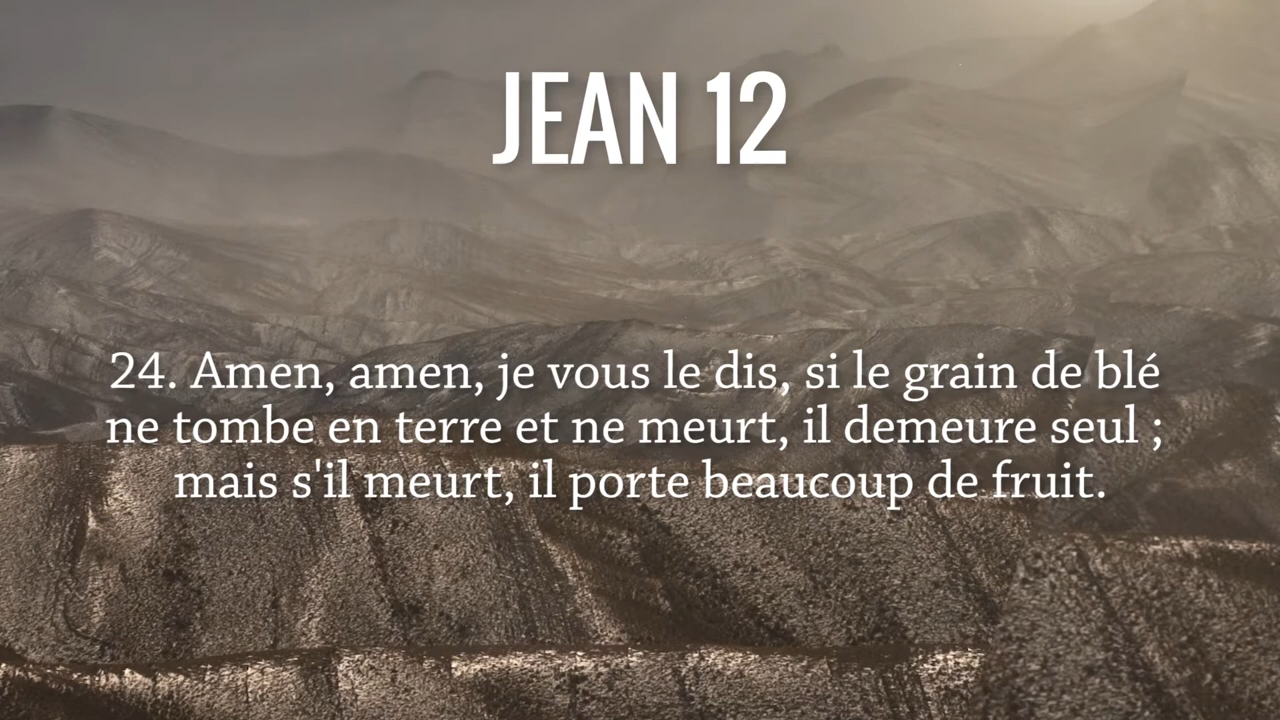 JEAN 12
24. Amen, amen, je vous le dis, si le grain de blé
ne tombe en terre et ne meurt, il demeure seul ;
mais s'il meurt, il porte beaucoup de fruit.